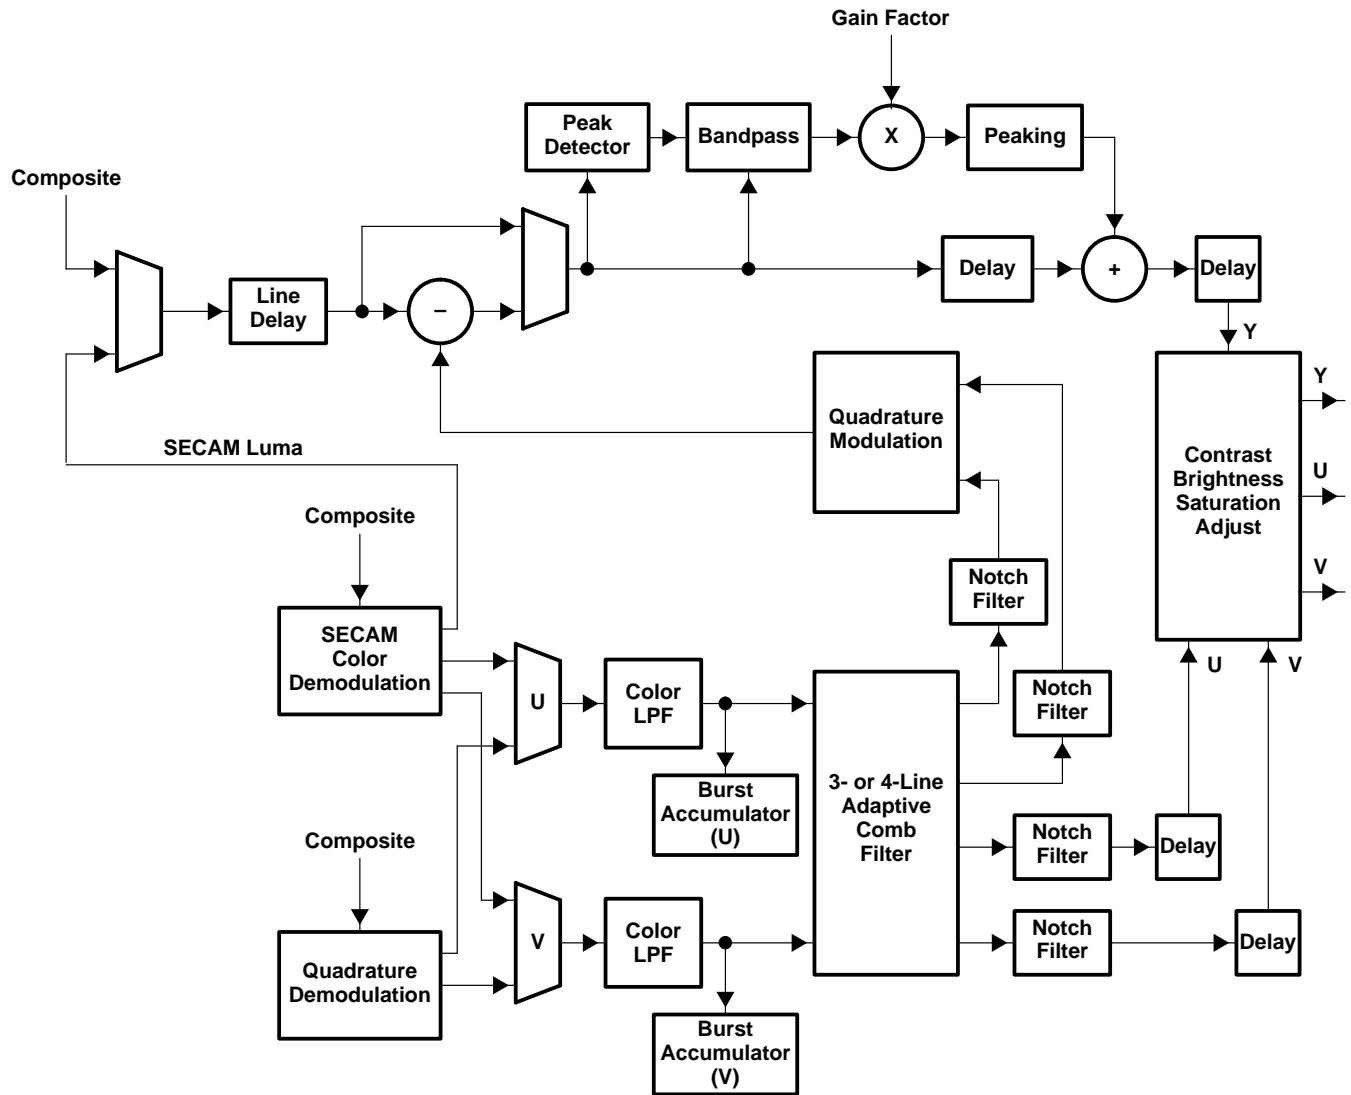 Gain Factor
Peak
Detector
Bandpass
X
Peaking
Composite
Line
Delay
–
Delay
+
Delay
Y
Quadrature
Modulation
Contrast
Brightness
Saturation
Adjust
Y
U
V
SECAM Luma
Composite
SECAM
Color
Demodulation
U
Color
LPF
Burst
Accumulator
(U)
Notch
Filter
Notch
Filter
U
V
3- or 4-Line
Adaptive
Comb
Filter
Notch
Filter
Delay
Composite
Quadrature
Demodulation
V
Color
LPF
Burst
Accumulator
(V)
Notch
Filter
Delay